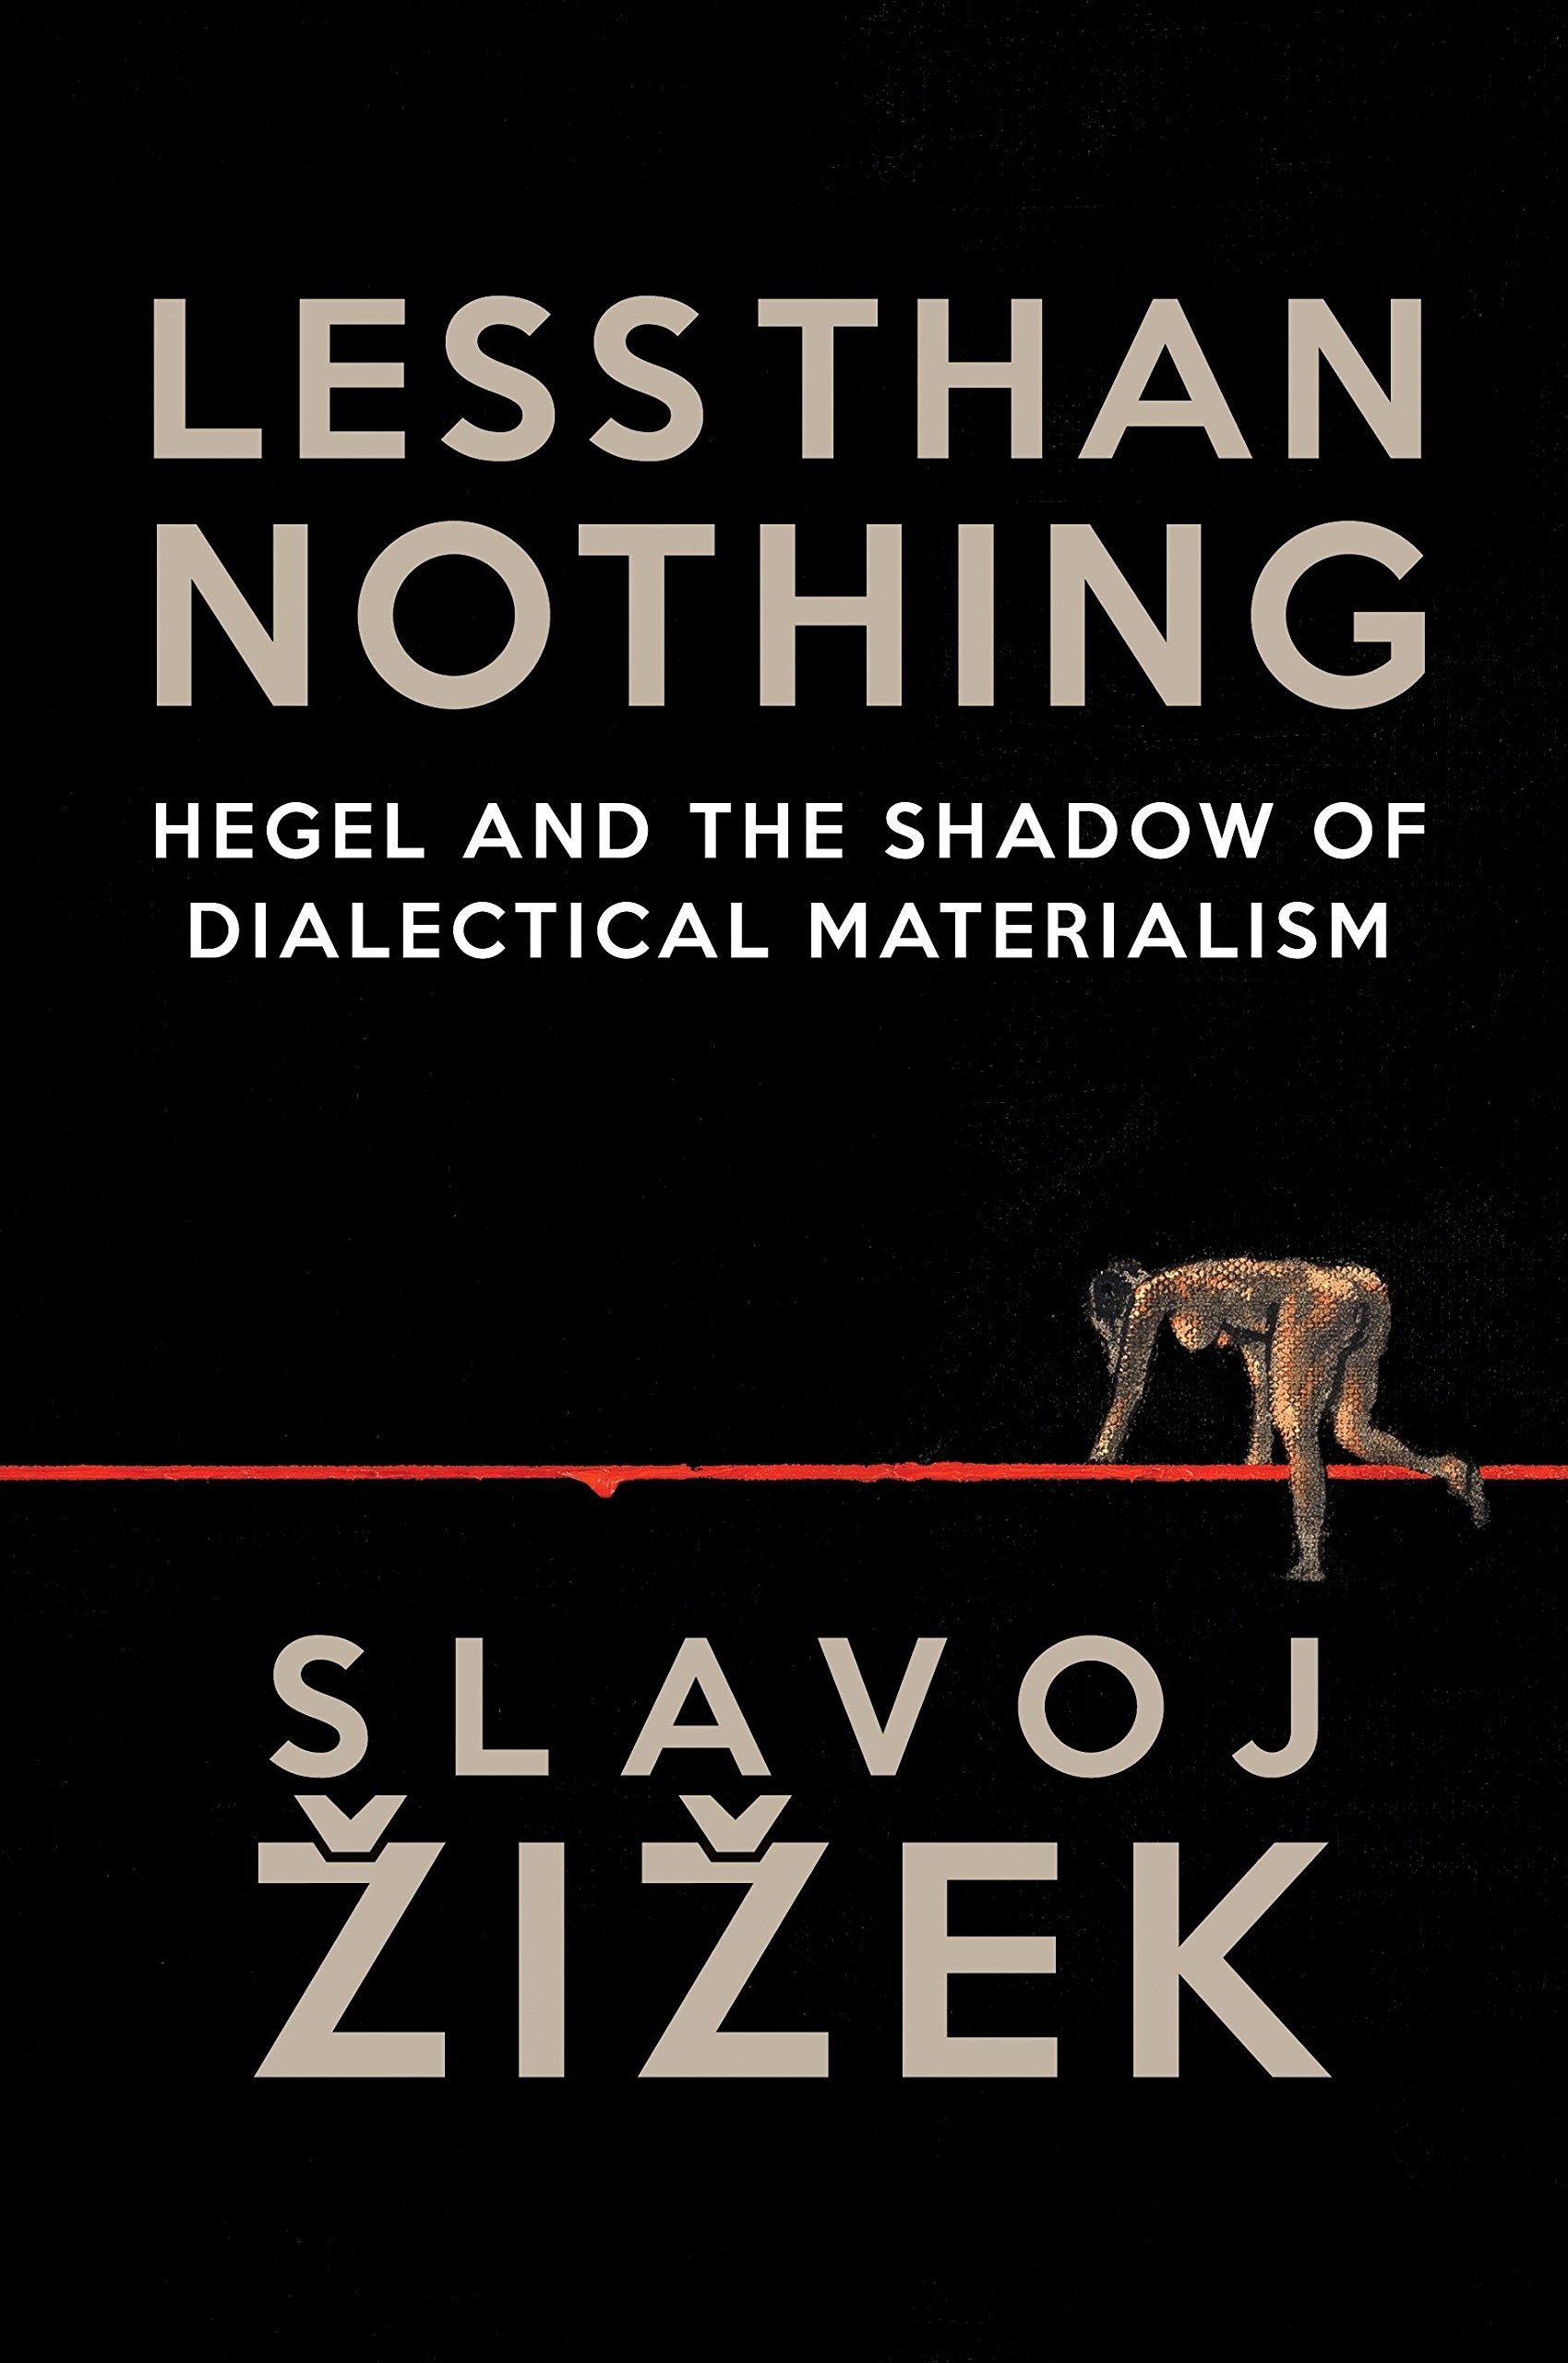 LESS THAN
NOTHING
HEGEL AND THE SHADOW OF
DIALECTICAL MATERIALISM
SLAVOJ
ŽIŽEK